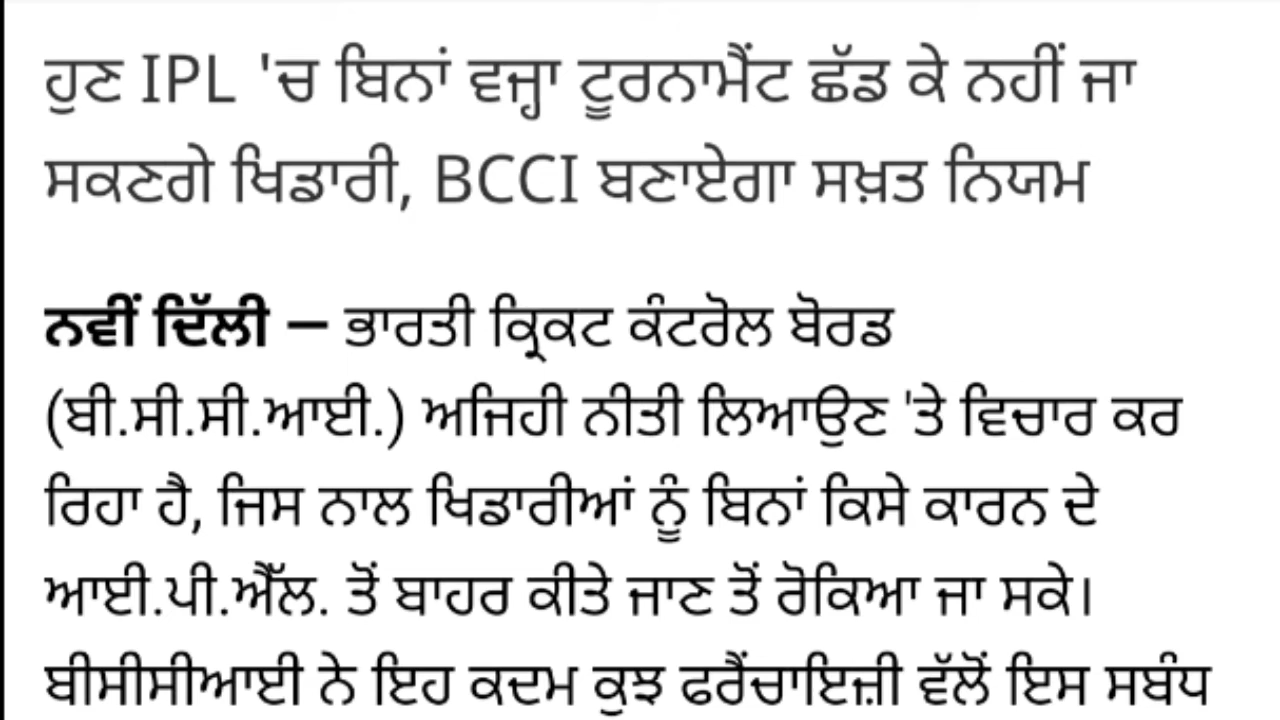 ਹੁਣ IPL 'ਚ ਬਿਨਾਂ ਵਜ੍ਹਾ ਟੂਰਨਾਮੈਂਟ ਛੱਡ ਕੇ ਨਹੀਂ ਜਾ
ਸਕਣਗੇ ਖਿਡਾਰੀ, BCCI ਬਣਾਏਗਾ ਸਖ਼ਤ ਨਿਯਮ
ਨਵੀਂ ਦਿੱਲੀ – ਭਾਰਤੀ ਕ੍ਰਿਕਟ ਕੰਟਰੋਲ ਬੋਰਡ
(ਬੀ.ਸੀ.ਸੀ.ਆਈ.) ਅਜਿਹੀ ਨੀਤੀ ਲਿਆਉਣ 'ਤੇ ਵਿਚਾਰ ਕਰ
ਰਿਹਾ ਹੈ, ਜਿਸ ਨਾਲ ਖਿਡਾਰੀਆਂ ਨੂੰ ਬਿਨਾਂ ਕਿਸੇ ਕਾਰਨ ਦੇ
ਆਈ.ਪੀ.ਐੱਲ. ਤੋਂ ਬਾਹਰ ਕੀਤੇ ਜਾਣ ਤੋਂ ਰੋਕਿਆ ਜਾ ਸਕੇ।
ਬੀਸੀਸੀਆਈ ਨੇ ਇਹ ਕਦਮ ਕੁਝ ਫਰੈਂਚਾਇਜ਼ੀ ਵੱਲੋਂ ਇਸ ਸਬੰਧ